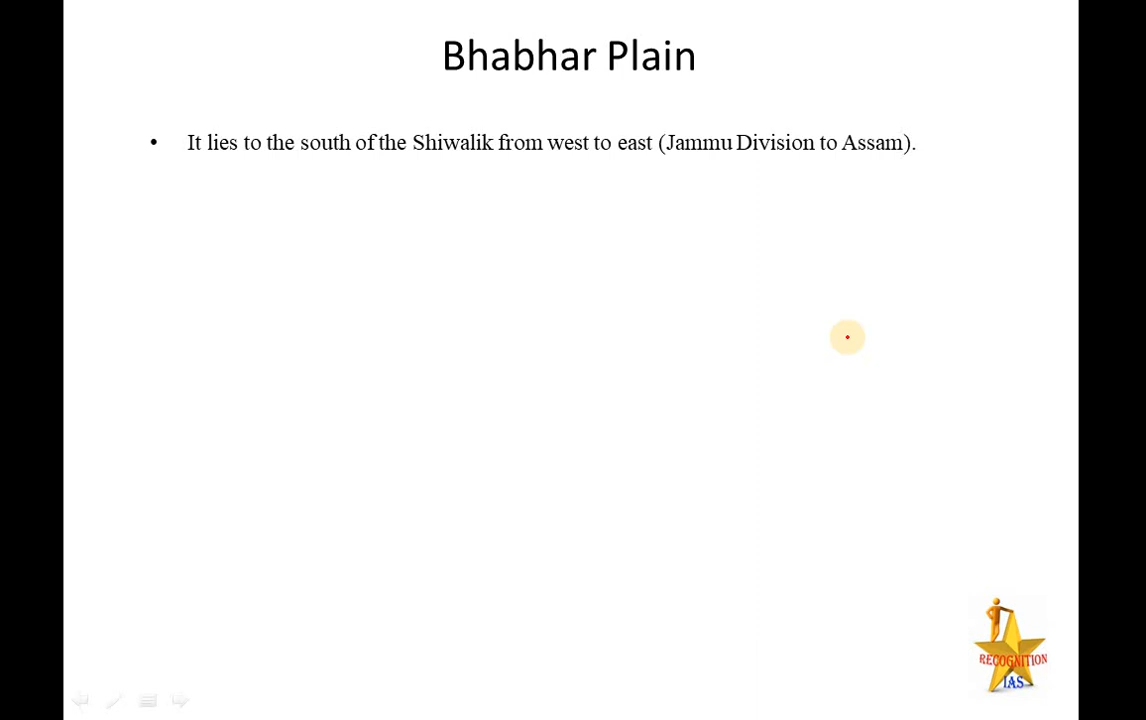 Bhabhar Plain
• It lies to the south of the Shiwalik from west to east (Jammu Division to Assam).
RECOGNITION
IAS